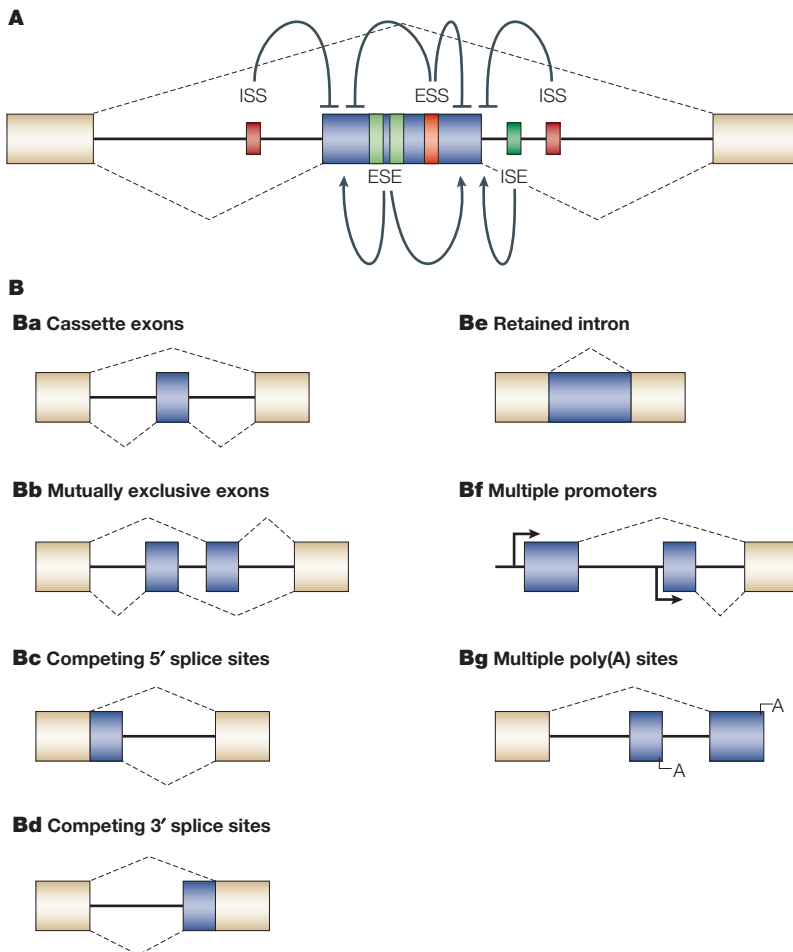 A
ISS ESS ISS
ESE ISE
B
Ba Cassette exons
Bb Mutually exclusive exons
Bc Competing 5′ splice sites
Bd Competing 3′ splice sites
Be Retained intron
Bf Multiple promoters
Bg Multiple poly(A) sites
A
A